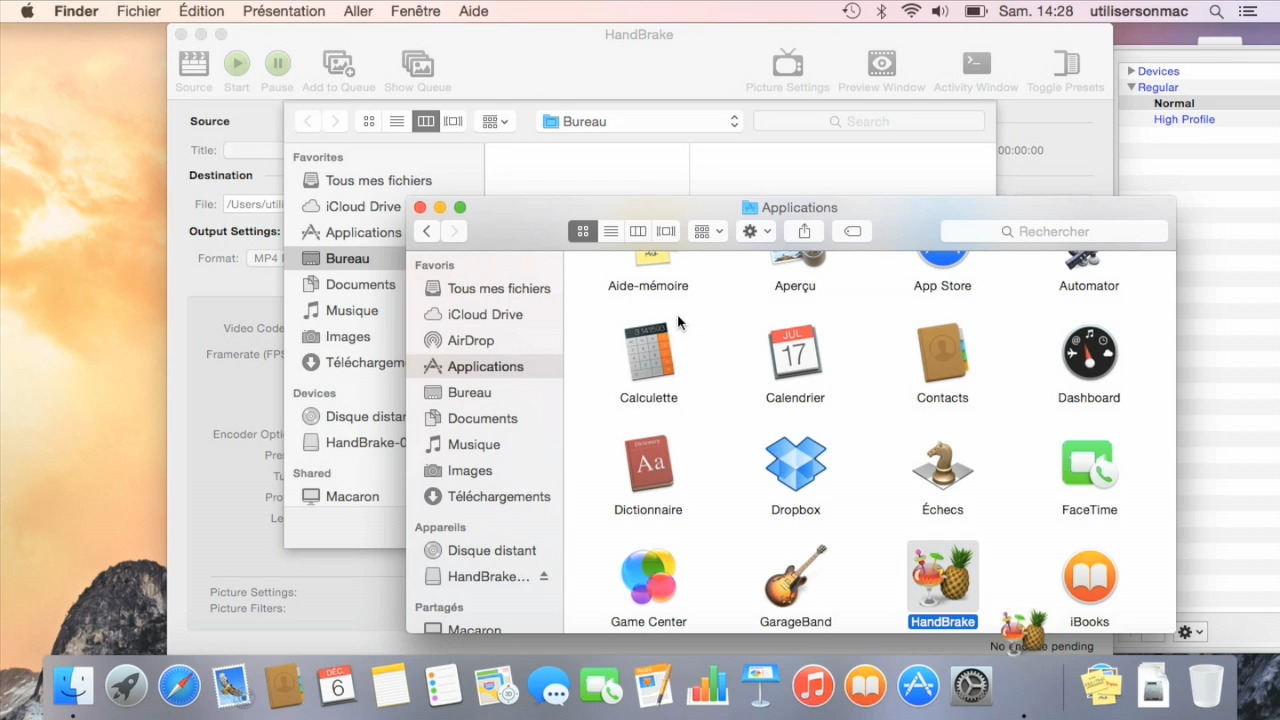 Finder Fichier Édition Présentation Aller Fenêtre Aide Sam. 14:28 utilisersonmac
HandBrake
Source Start Pause Add to Queue Show Queue Picture Settings Preview Window Activity Window Toggle Presets
Devices
Regular
Normal
High Profile
Source
Bureau
Search
Title:
00:00:00
Destination
File: /Users/utili
Output Settings:
Format: MP4
Framerate (FPS
Picture Settings:
Picture Filters:
Favorites
Tous mes fichiers
iCloud Drive
Applications
Bureau
Documents
Musique
Images
Téléchargem
Devices
Disque distan
HandBrake-0
Shared
Macaron
Applications
Rechercher
Favoris
Tous mes fichiers
iCloud Drive
AirDrop
Applications
Bureau
Documents
Musique
Images
Téléchargements
Appareils
Disque distant
HandBrake...
Partagés
Macaron
Aide-mémoire Aperçu App Store Automator
JUL
17
Calculette Calendrier Contacts Dashboard
Dictionary
Aa
Dictionnaire Dropbox Échecs FaceTime
Game Center GarageBand HandBrake iBooks
pending
DÉC
6